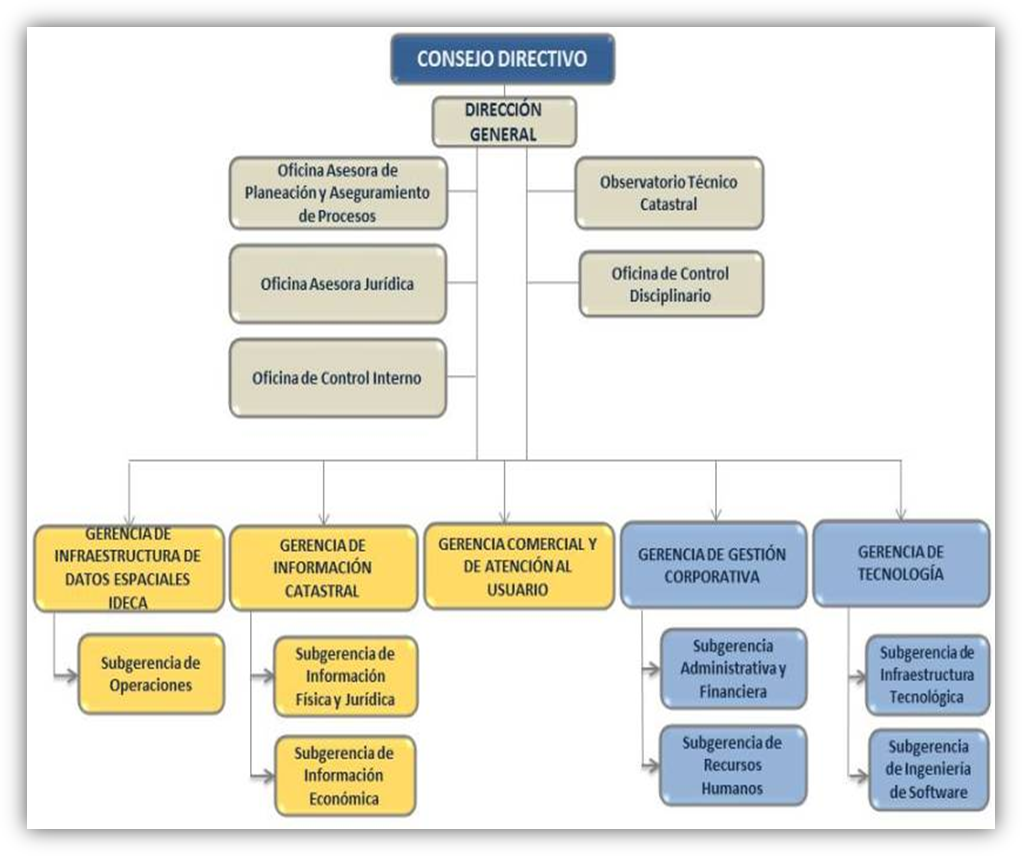 CONSEJO DIRECTIVO
DIRECCIÓN
GENERAL
Oficina Asesora de
Planeación y Aseguramiento
de Procesos
Observatorio Técnico
Catastral
Oficina Asesora Jurídica
Oficina de Control
Disciplinario
Oficina de Control Interno
GERENCIA DE
INFRAESTRUCTURA DE
DATOS ESPACIALES
IDECA
GERENCIA DE
INFORMACIÓN
CATASTRAL
GERENCIA COMERCIAL Y
DE ATENCIÓN AL
USUARIO
GERENCIA DE GESTIÓN
CORPORATIVA
GERENCIA DE
TECNOLOGÍA
Subgerencia de
Operaciones
Subgerencia de
Información
Física y Jurídica
Subgerencia
Administrativa y
Financiera
Subgerencia de
Infraestructura
Tecnológica
Subgerencia de
Información
Económica
Subgerencia de
Recursos
Humanos
Subgerencia
de Ingeniería
de Software